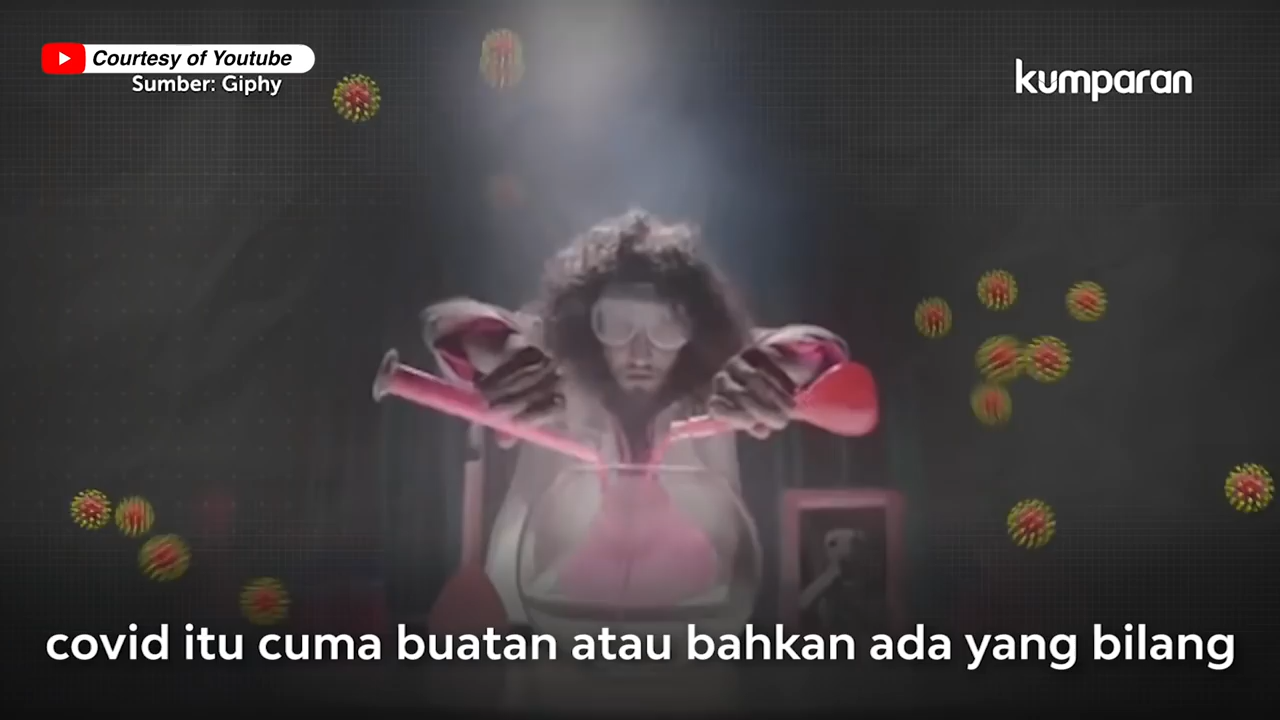 Courtesy of Youtube
Sumber: Giphy
kumparan
covid itu cuma buatan atau bahkan ada yang bilang